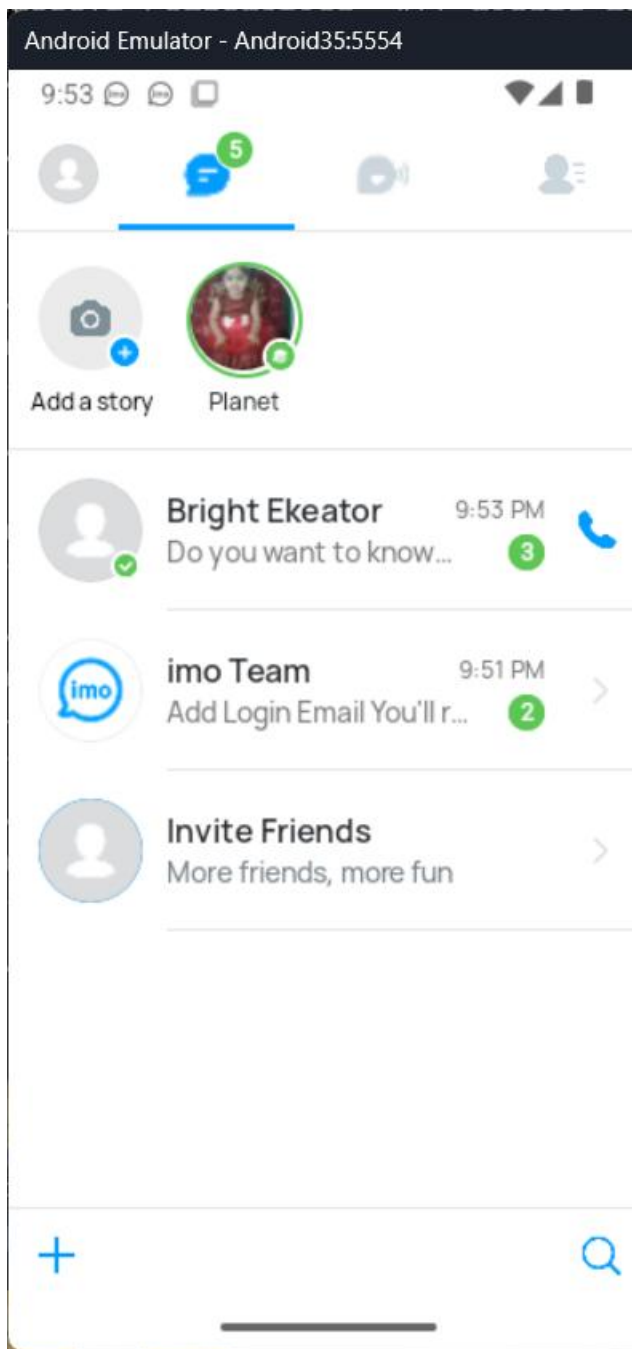 Android Emulator - Android35:5554
9:53
5
Add a story
Planet
Bright Ekeator 9:53 PM
Do you want to know... 3
imo
imo Team 9:51 PM
Add Login Email You'll r... 2
Invite Friends
More friends, more fun